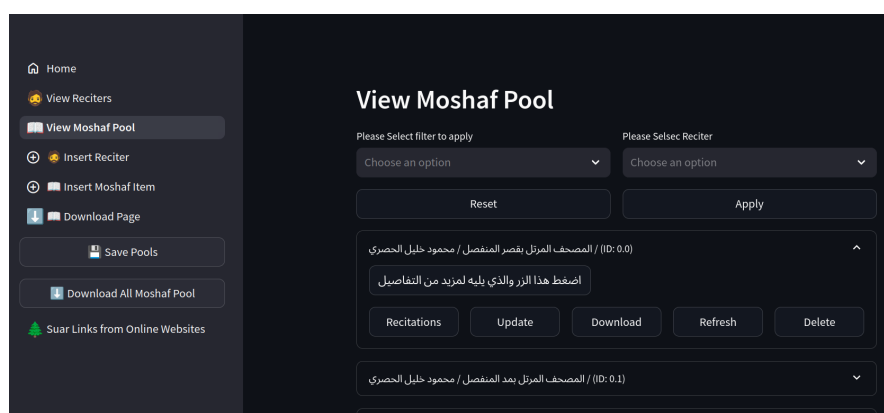 Home
View Reciters
View Moshaf Pool
Insert Reciter
Insert Moshaf Item
Download Page
Save Pools
Download All Moshaf Pool
Suar Links from Online Websites
View Moshaf Pool
Please Select filter to apply
Please Selsec Reciter
Choose an option
Choose an option
Reset
Apply
(ID: 0.0) / المصحف المرتل بقصر المنفصل / محمود خليل الحصري
اضغط هذا الزر والذي يليه لمزيد من التفاصيل
Recitations
Update
Download
Refresh
Delete
(ID: 0.1) / المصحف المرتل بمد المنفصل / محمود خليل الحصري